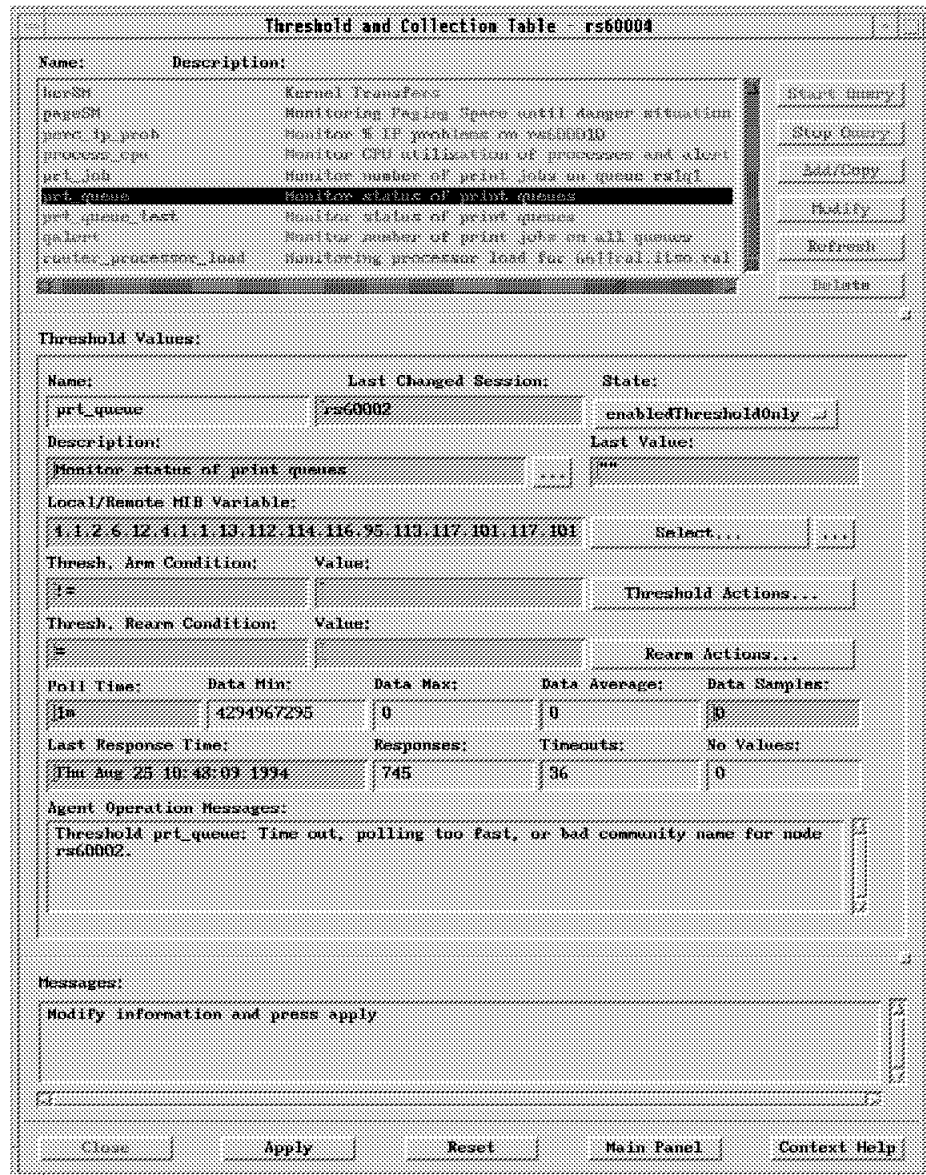 Threshold and Collection Table - rs60004
Name: Description:
herSM Kernel Transfers
pageSM Monitoring Paging Space until danger situation
perc_ip_prob Monitor % IP problems on rs600010
process_cpu Monitor CPU utilization of processes and alert
prt_job Monitor number of print jobs on queue rs1q1
prt_queue Monitor status of print queues
prt_queue_test Monitor status of print queues
qalert Monitor number of print jobs on all queues
router_processor_load Monitoring processor load for
Start Query
Stop Query
Add/Copy
Modify
Refresh
Delete
Threshold Values:
Name: Last Changed Session: State:
prt_queue rs60002 enabledThresholdOnly
Description: Last Value:
Monitor status of print queues ... ""
Local/Remote MIB Variable:
4.1.2.6.12.4.1.1.13.112.114.116.95.113.117.101.117.101 Select... ...
Thresh. Arm Condition: Value:
!= Threshold Actions...
Thresh. Rearm Condition: Value:
= Rearm Actions...
Poll Time: Data Min: Data Max: Data Average: Data Samples:
1m 4294967295 0 0 0
Last Response Time: Responses: Timeouts: No Values:
Thu Aug 25 10:48:09 1994 745 36 0
Agent Operation Messages:
Threshold prt_queue: Time out, polling too fast, or bad community name for node
rs60002.
Messages:
Modify information and press apply
Close Apply Reset Main Panel Context Help